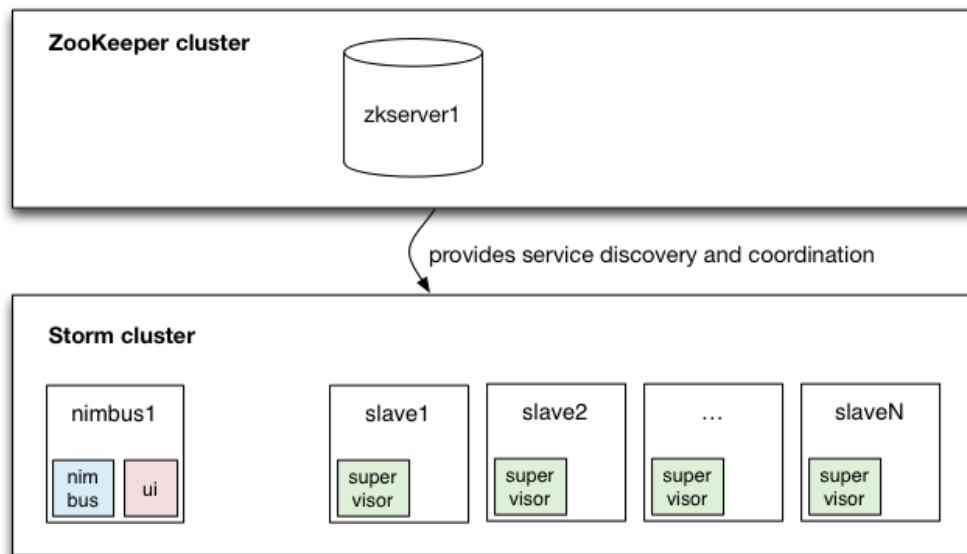 ZooKeeper cluster
zkserver1
provides service discovery and coordination
Storm cluster
nimbus1
nim
bus
ui
slave1
super
visor
slave2
super
visor
...
super
visor
slaveN
super
visor